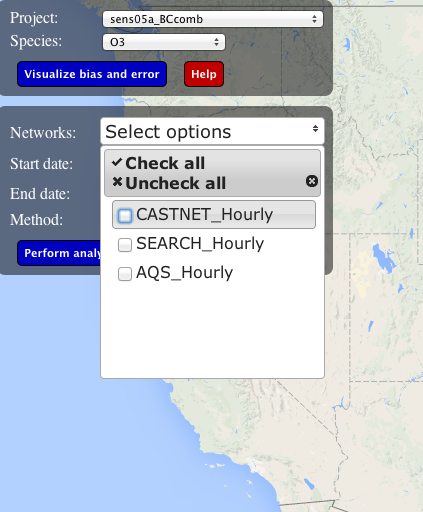 Project: sens05a_BCcomb
Species: O3
Visualize bias and error Help
Networks: Select options
Start date: Check all
Uncheck all
End date: CASTNET_Hourly
Method: SEARCH_Hourly
Perform analy
AQS_Hourly